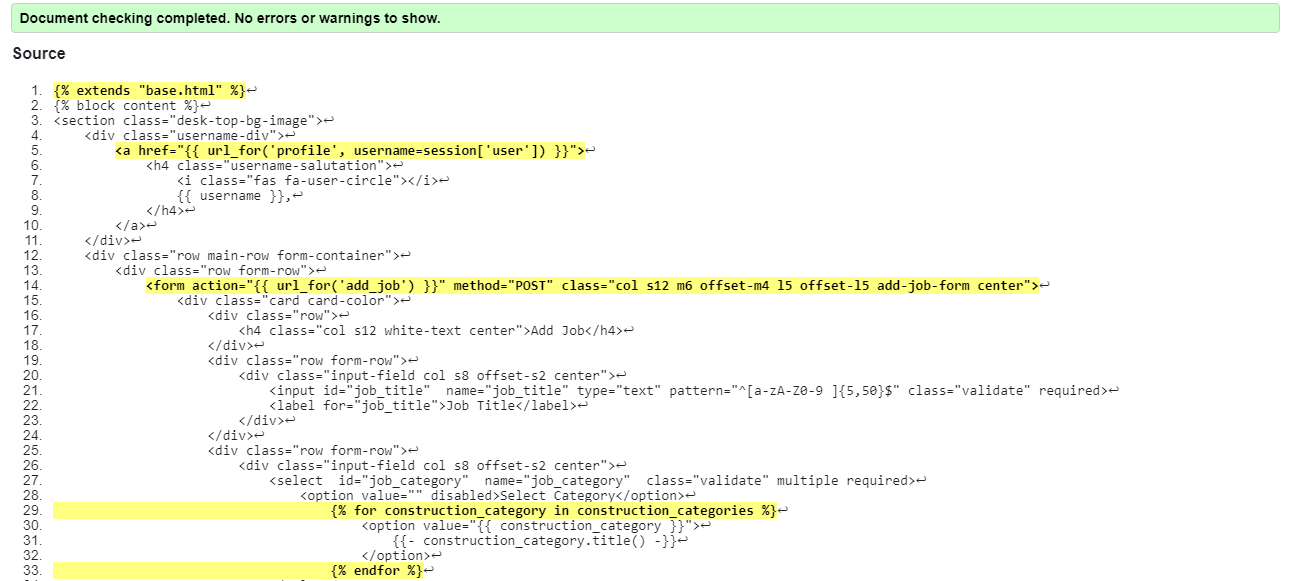 Document checking completed. No errors or warnings to show.
Source
1. {% extends "base.html" %}↩
2. {% block content %}↩
3. <section class="desk-top-bg-image">↩
4. <div class="username-div">↩
5. <a href="{{ url_for('profile', username=session['user']) }}">↩
6. <h4 class="username-salutation">↩
7. <i class="fas fa-user-circle"></i>↩
8. {{ username }},↩
9. </h4>↩
10. </a>↩
11. </div>↩
12. <div class="row main-row form-container">↩
13. <div class="row form-row">↩
14. <form action="{{ url_for('add_job') }}" method="POST" class="col s12 m6 offset-m4 l5 offset-l5 add-job-form center">↩
15. <div class="card card-color">↩
16. <div class="row">↩
17. <h4 class="col s12 white-text center">Add Job</h4>↩
18. </div>↩
19. <div class="row form-row">↩
20. <div class="input-field col s8 offset-s2 center">↩
21. <input id="job_title"  name="job_title" type="text" pattern="^[a-zA-Z0-9 ]{5,50}$" class="validate" required>↩
22. <label for="job_title">Job Title</label>↩
23. </div>↩
24. </div>↩
25. <div class="row form-row">↩
26. <div class="input-field col s8 offset-s2 center">↩
27. <select  id="job_category"  name="job_category"  class="validate" multiple required>↩
28. <option value="" disabled>Select Category</option>↩
29. {% for construction_category in construction_categories %}↩
30. <option value="{{ construction_category }}">↩
31. {{- construction_category.title() -}}↩
32. </option>↩
33. {% endfor %}↩